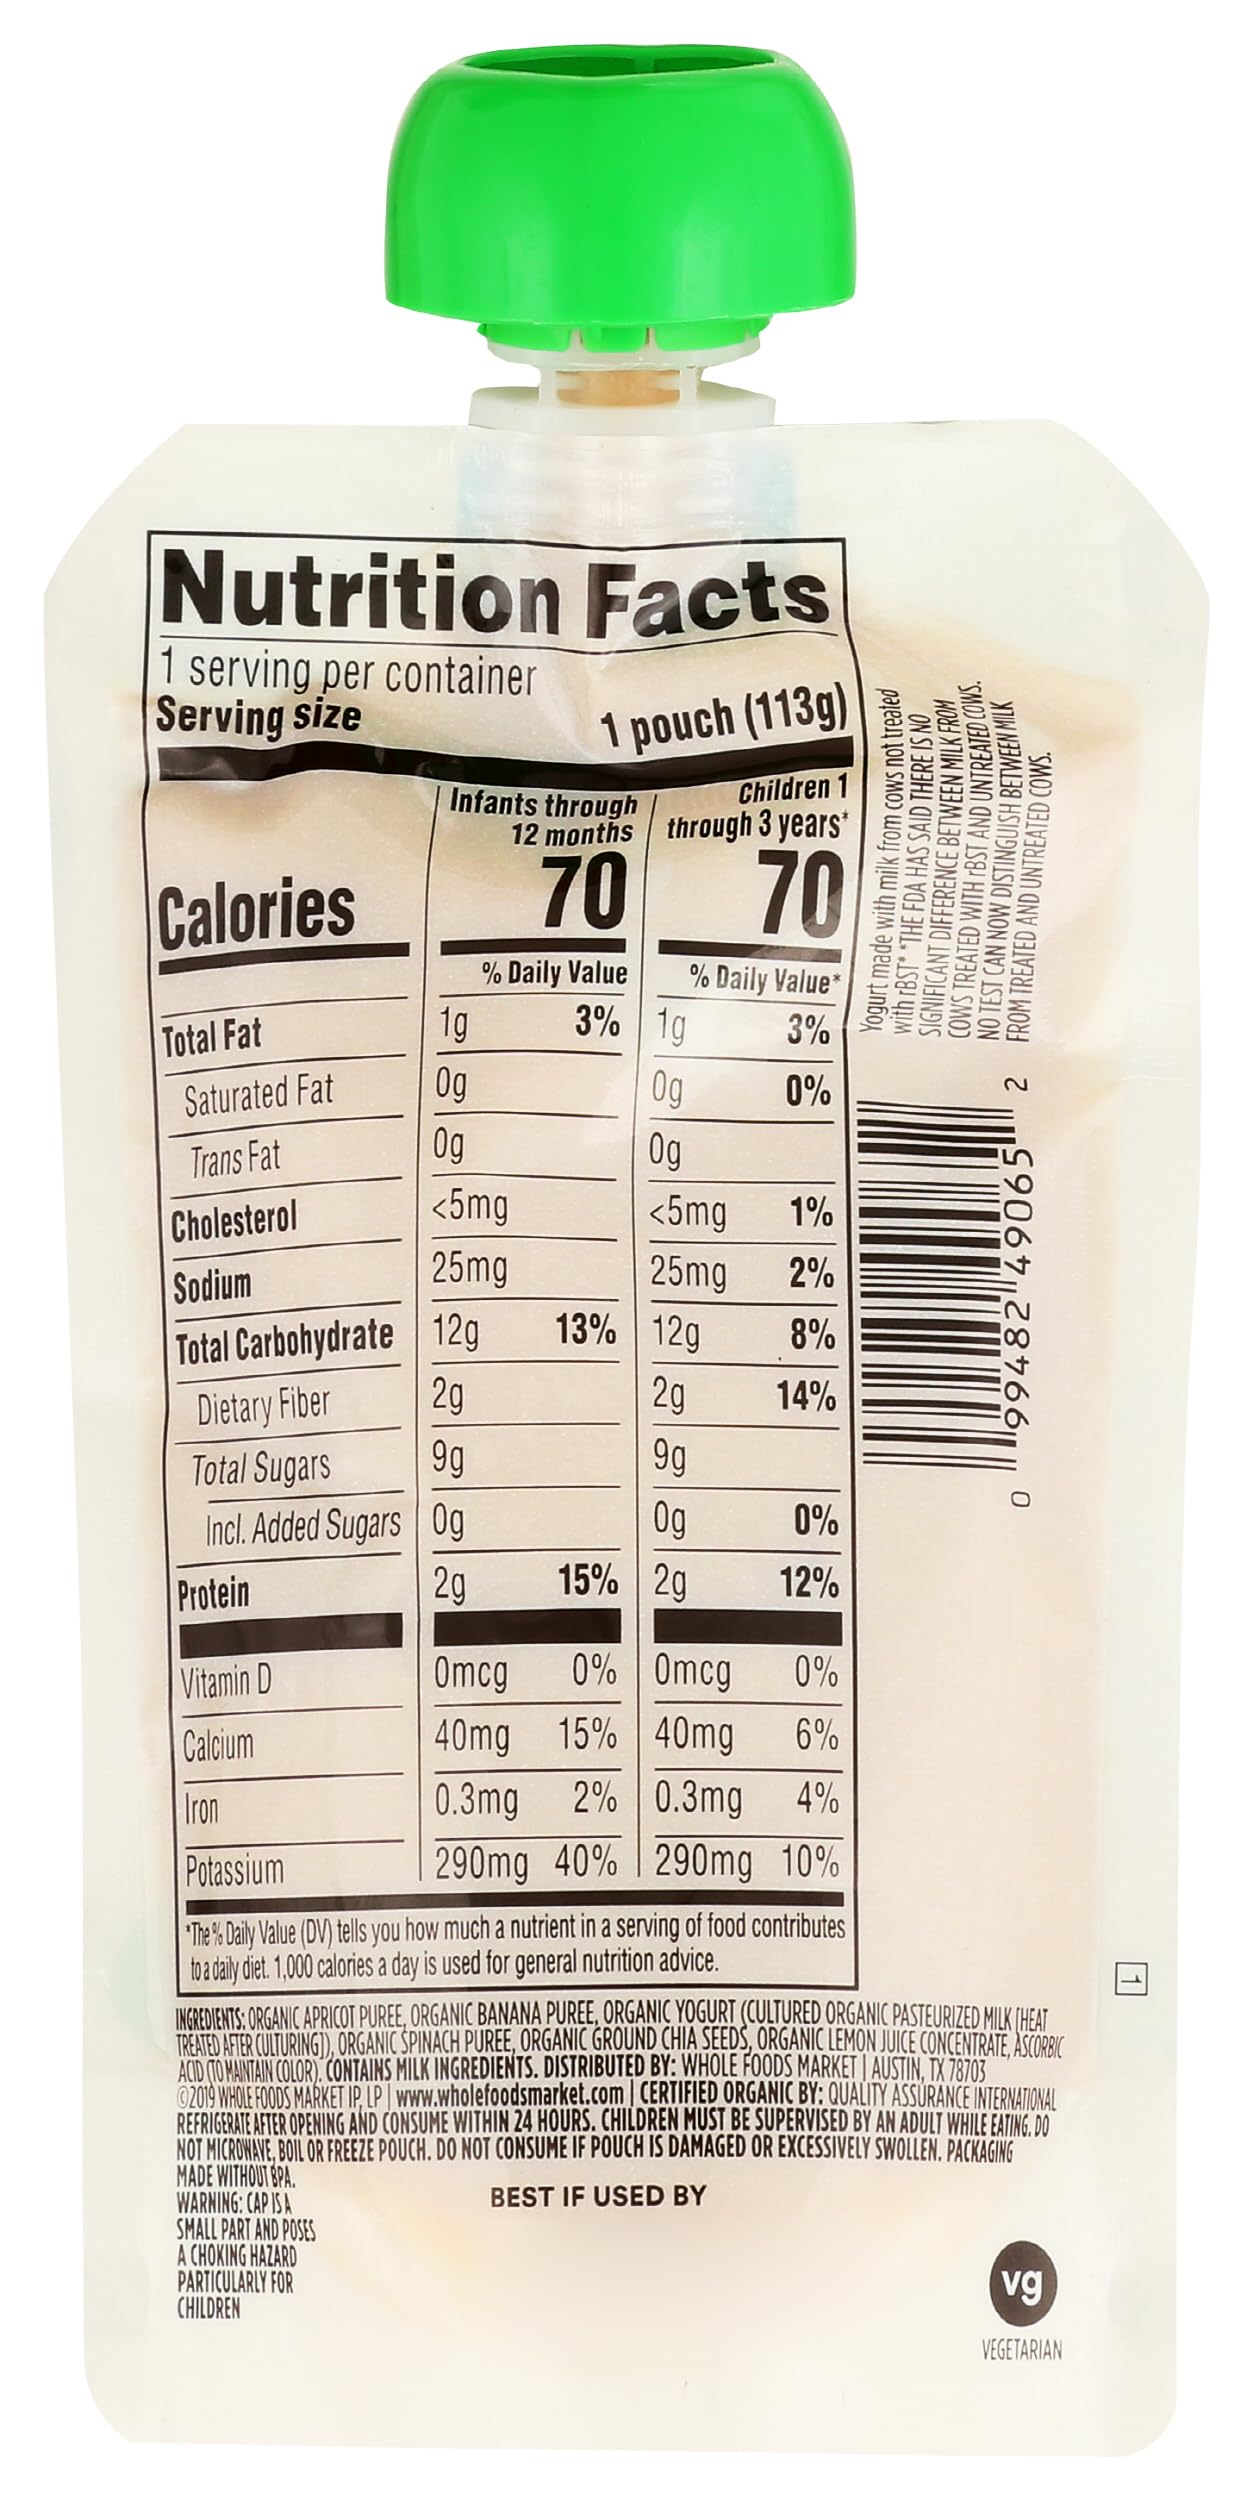 Nutrition Facts
1 serving per container
Serving size 1 pouch (113g)
Infants through 12 months Children 1 through 3 years*
Calories 70 70
% Daily Value % Daily Value*
Total Fat 1g 3% 1g 3%
Saturated Fat 0g 0g 0%
Trans Fat 0g 0g
Cholesterol <5mg <5mg 1%
Sodium 25mg 25mg 2%
Total Carbohydrate 12g 13% 12g 8%
Dietary Fiber 2g 2g 14%
Total Sugars 9g 9g
Incl. Added Sugars 0g 0g 0%
Protein 2g 15% 2g 12%
Vitamin D 0mcg 0% 0mcg 0%
Calcium 40mg 15% 40mg 6%
Iron 0.3mg 2% 0.3mg 4%
Potassium 290mg 40% 290mg 10%
*The % Daily Value (DV) tells you how much a nutrient in a serving of food contributes
to a daily diet. 1,000 calories a day is used for general nutrition advice.
Yogurt made with milk from cows not treated
with rBST* *THE FDA HAS SAID THERE IS NO
SIGNIFICANT DIFFERENCE BETWEEN MILK FROM
COWS TREATED WITH rBST AND UNTREATED COWS.
NO TEST CAN NOW DISTINGUISH BETWEEN MILK
FROM TREATED AND UNTREATED COWS.
0 99482 49065 2
1
INGREDIENTS: ORGANIC APRICOT PUREE, ORGANIC BANANA PUREE, ORGANIC YOGURT (CULTURED ORGANIC PASTEURIZED MILK [HEAT
TREATED AFTER CULTURING]), ORGANIC SPINACH PUREE, ORGANIC GROUND CHIA SEEDS, ORGANIC LEMON JUICE CONCENTRATE, ASCORBIC
ACID (TO MAINTAIN COLOR). CONTAINS MILK INGREDIENTS. DISTRIBUTED BY: WHOLE FOODS MARKET | AUSTIN, TX 78703
©2019 WHOLE FOODS MARKET IP, LP | www.wholefoodsmarket.com | CERTIFIED ORGANIC BY: QUALITY ASSURANCE INTERNATIONAL
REFRIGERATE AFTER OPENING AND CONSUME WITHIN 24 HOURS. CHILDREN MUST BE SUPERVISED BY AN ADULT WHILE EATING. DO
NOT MICROWAVE, BOIL OR FREEZE POUCH. DO NOT CONSUME IF POUCH IS DAMAGED OR EXCESSIVELY SWOLLEN. PACKAGING
MADE WITHOUT BPA.
WARNING: CAP IS A
SMALL PART AND POSES
A CHOKING HAZARD
PARTICULARLY FOR
CHILDREN
BEST IF USED BY
vg
VEGETARIAN